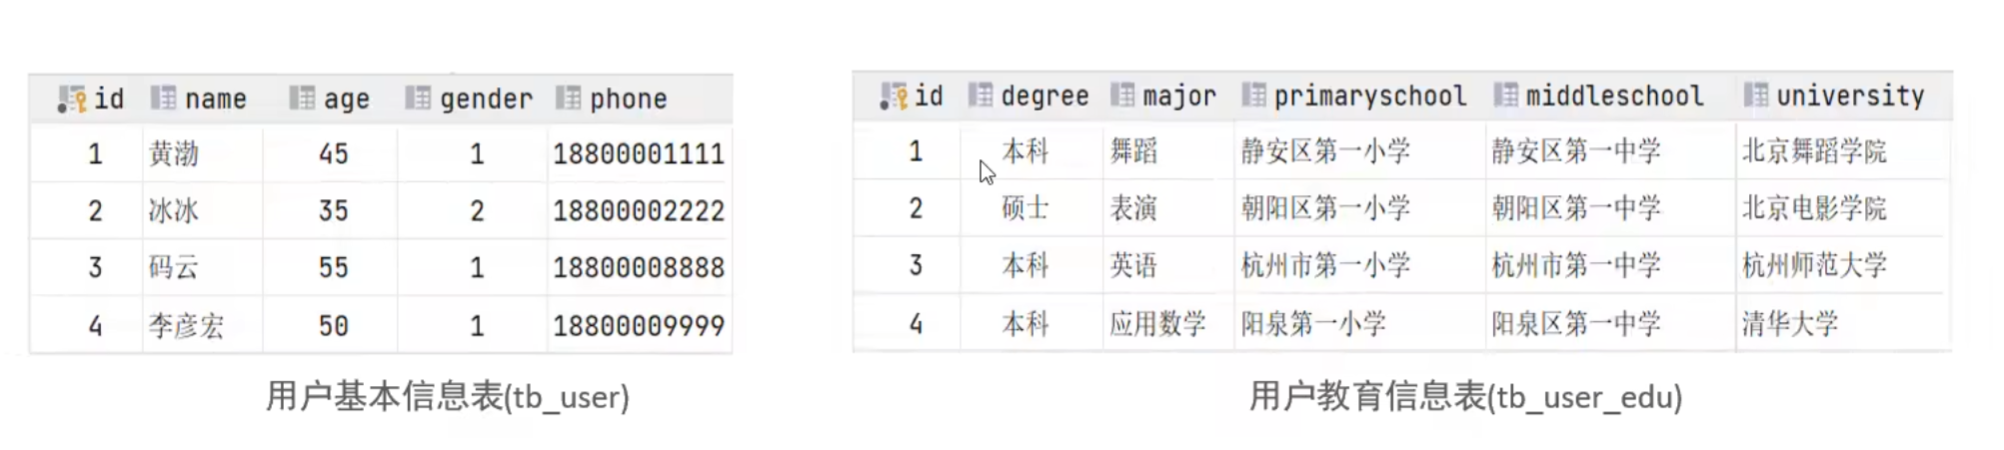 id name age gender phone
1 黄渤 45 1 18800001111
2 冰冰 35 2 18800002222
3 码云 55 1 18800008888
4 李彦宏 50 1 18800009999
用户基本信息表(tb_user)
id degree major primaryschool middleschool university
1 本科 舞蹈 静安区第一小学 静安区第一中学 北京舞蹈学院
2 硕士 表演 朝阳区第一小学 朝阳区第一中学 北京电影学院
3 本科 英语 杭州市第一小学 杭州市第一中学 杭州师范大学
4 本科 应用数学 阳泉第一小学 阳泉区第一中学 清华大学
用户教育信息表(tb_user_edu)